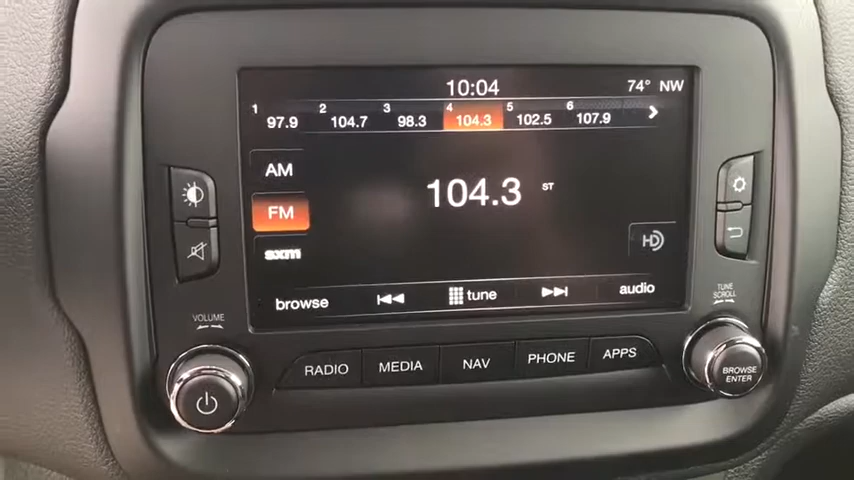 10:04 74° NW
1 97.9 2 104.7 3 98.3 4 104.3 5 102.5 6 107.9
AM
104.3 ST
FM
HD
sxm
browse tune audio
VOLUME
TUNE
SCROLL
RADIO MEDIA NAV PHONE APPS
BROWSE
ENTER